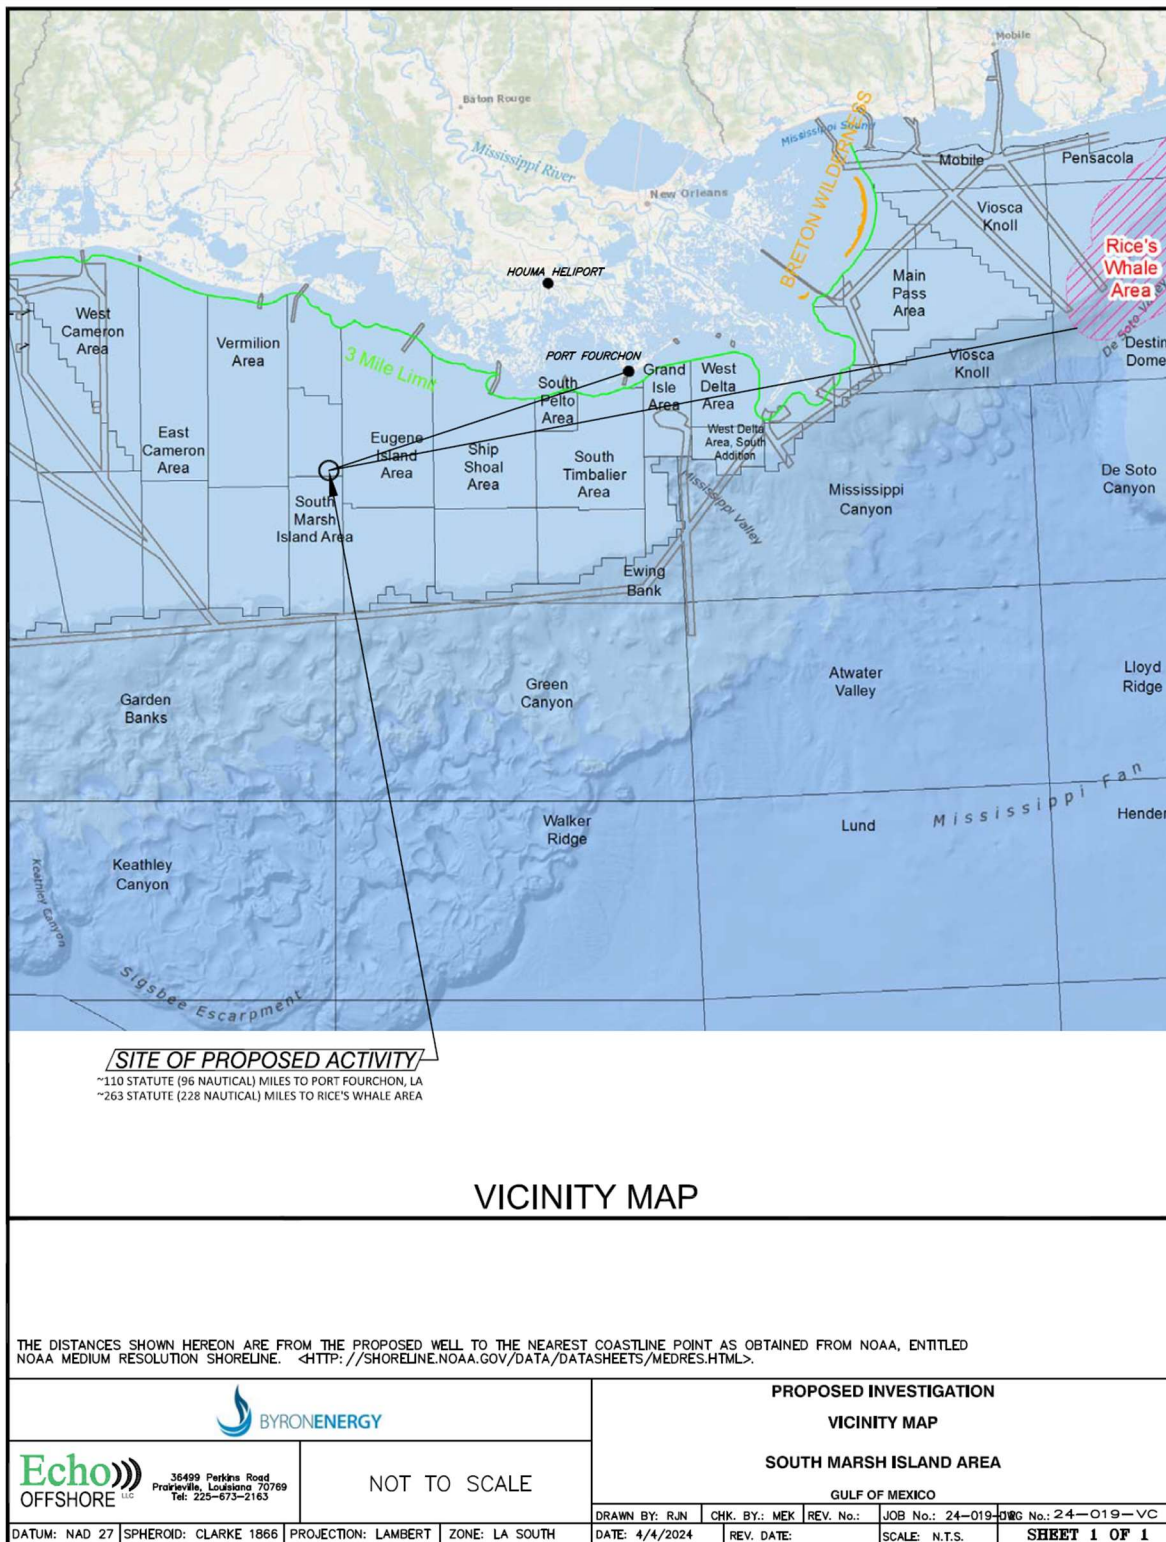 Mobile
Baton Rouge
Mississippi Sound
Mississippi River
New Orleans
BRETON WILDERNESS
Mobile
Pensacola
Viosca
Knoll
Rice's
Whale
Area
HOUMA HELIPORT
Main
Pass
Area
De Soto Valley
West
Cameron
Area
Vermilion
Area
3 Mile Limit
PORT FOURCHON
South
Pelto
Area
Grand
Isle
Area
West
Delta
Area
Viosca
Knoll
Destin
Dome
East
Cameron
Area
Eugene
Island
Area
Ship
Shoal
Area
South
Timbalier
Area
West Delta
Area, South
Addition
Mississippi Valley
Mississippi
Canyon
De Soto
Canyon
South
Marsh
Island Area
Ewing
Bank
Garden
Banks
Green
Canyon
Atwater
Valley
Lloyd
Ridge
Keathley
Canyon
Keathley Canyon
Walker
Ridge
Lund
Mississippi Fan
Hender
Sigsbee Escarpment
SITE OF PROPOSED ACTIVITY
~110 STATUTE (96 NAUTICAL) MILES TO PORT FOURCHON, LA
~263 STATUTE (228 NAUTICAL) MILES TO RICE'S WHALE AREA
VICINITY MAP
THE DISTANCES SHOWN HEREON ARE FROM THE PROPOSED WELL TO THE NEAREST COASTLINE POINT AS OBTAINED FROM NOAA, ENTITLED
NOAA MEDIUM RESOLUTION SHORELINE. <HTTP://SHORELINE.NOAA.GOV/DATA/DATASHEETS/MEDRES.HTML>.
BYRONENERGY
Echo
OFFSHORE LLC
36499 Perkins Road
Prairieville, Louisiana 70769
Tel: 225-673-2163
NOT TO SCALE
PROPOSED INVESTIGATION
VICINITY MAP
SOUTH MARSH ISLAND AREA
GULF OF MEXICO
DRAWN BY: RJN CHK. BY.: MEK REV. No.: JOB No.: 24-019- DWG No.: 24-019-VC
DATUM: NAD 27 SPHEROID: CLARKE 1866 PROJECTION: LAMBERT ZONE: LA SOUTH DATE: 4/4/2024 REV. DATE: SCALE: N.T.S. SHEET 1 OF 1